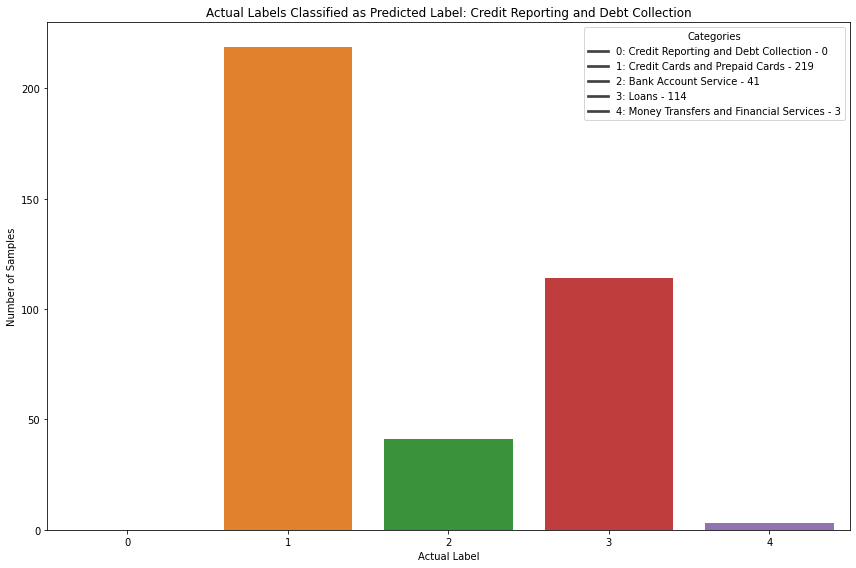 Actual Labels Classified as Predicted Label: Credit Reporting and Debt Collection
Categories
0: Credit Reporting and Debt Collection - 0
1: Credit Cards and Prepaid Cards - 219
2: Bank Account Service - 41
3: Loans - 114
4: Money Transfers and Financial Services - 3
Number of Samples
200
150
100
50
0
0 1 2 3 4
Actual Label